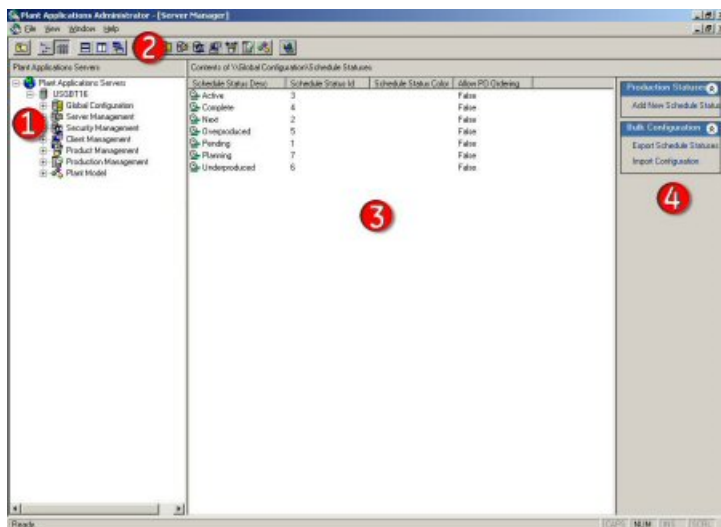 Plant Applications Administrator - [Server Manager]
File View Window Help
2
Plant Applications Servers
Contents of '\\Global Configuration\Schedule Statuses
Plant Applications Servers
USGBT16
Global Configuration
Server Management
Security Management
Client Management
Product Management
Production Management
Plant Model
1
Schedule Status Desc Schedule Status Id Schedule Status Color Allow PO Ordering
Active 3 False
Complete 4 False
Next 2 False
Overproduced 5 False
Pending 1 False
Planning 7 False
Underproduced 6 False
3
Production Statuses
Add New Schedule Statu
Bulk Configuration
Export Schedule Statuses
Import Configuration
4
Ready
CAPS NUM INS SCRL